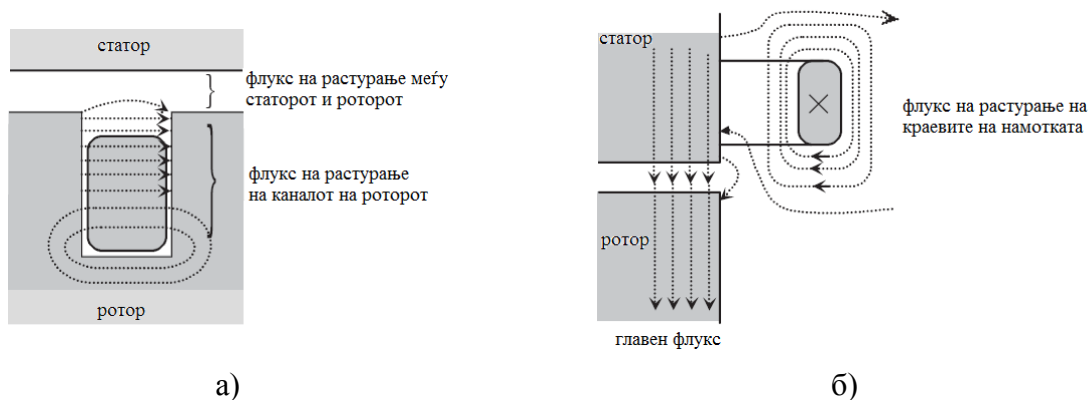 статор
флукс на растурање меѓу
статорот и роторот
флукс на растурање
на каналот на роторот
ротор
а)
статор
флукс на растурање на
краевите на намотката
ротор
главен флукс
б)